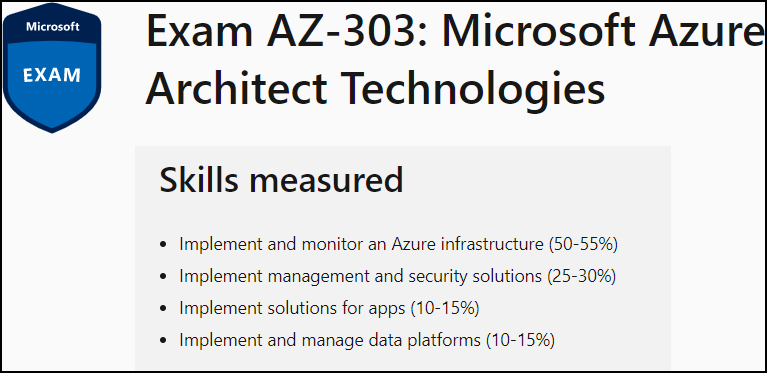 Microsoft
EXAM
Exam AZ-303: Microsoft Azure
Architect Technologies
Skills measured
• Implement and monitor an Azure infrastructure (50-55%)
• Implement management and security solutions (25-30%)
• Implement solutions for apps (10-15%)
• Implement and manage data platforms (10-15%)